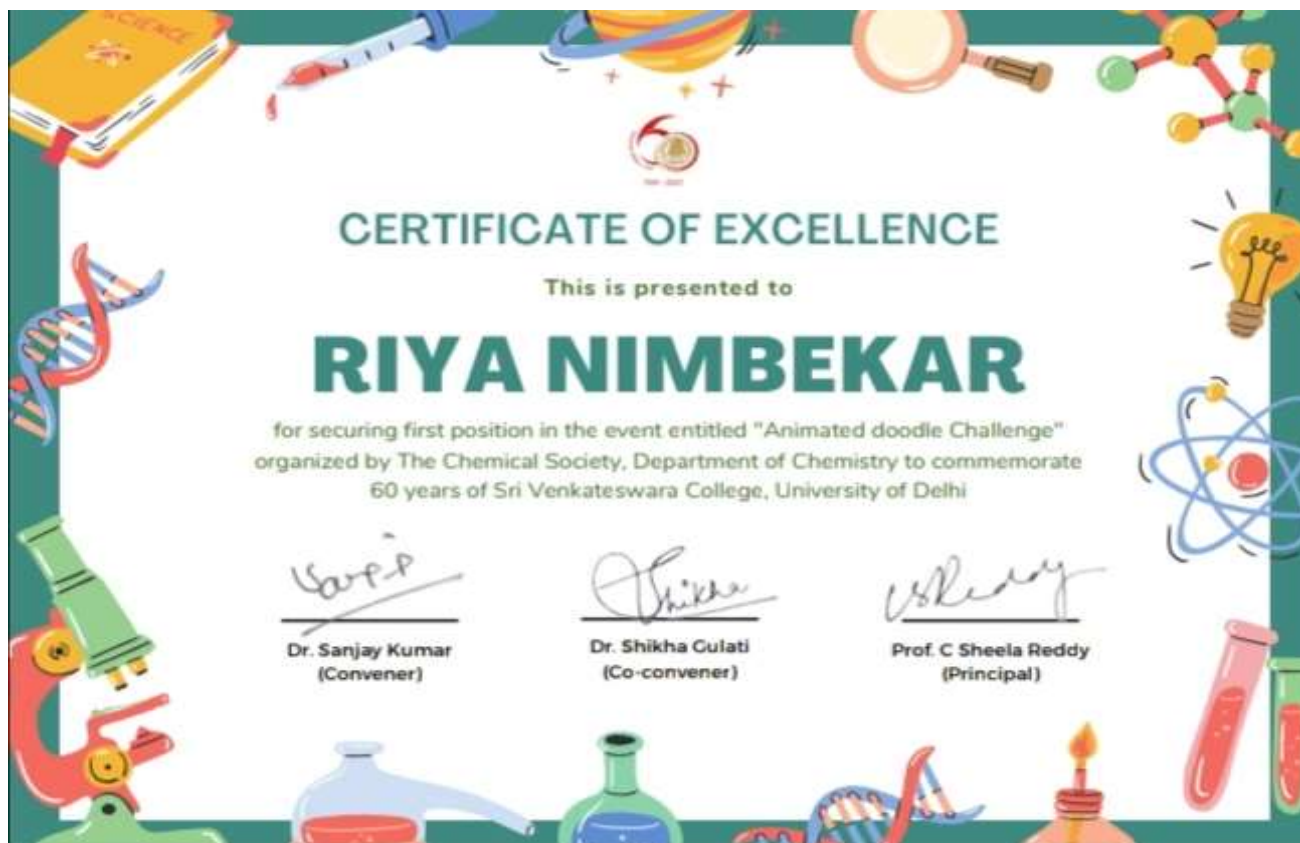 SCIENCE
60
CERTIFICATE OF EXCELLENCE
This is presented to
RIYA NIMBEKAR
for securing first position in the event entitled "Animated doodle Challenge"
organized by The Chemical Society, Department of Chemistry to commemorate
60 years of Sri Venkateswara College, University of Delhi
Shikha
Dr. Sanjay Kumar
Dr. Shikha Gulati
Prof. C Sheela Reddy
(Convener)
(Co-convener)
(Principal)